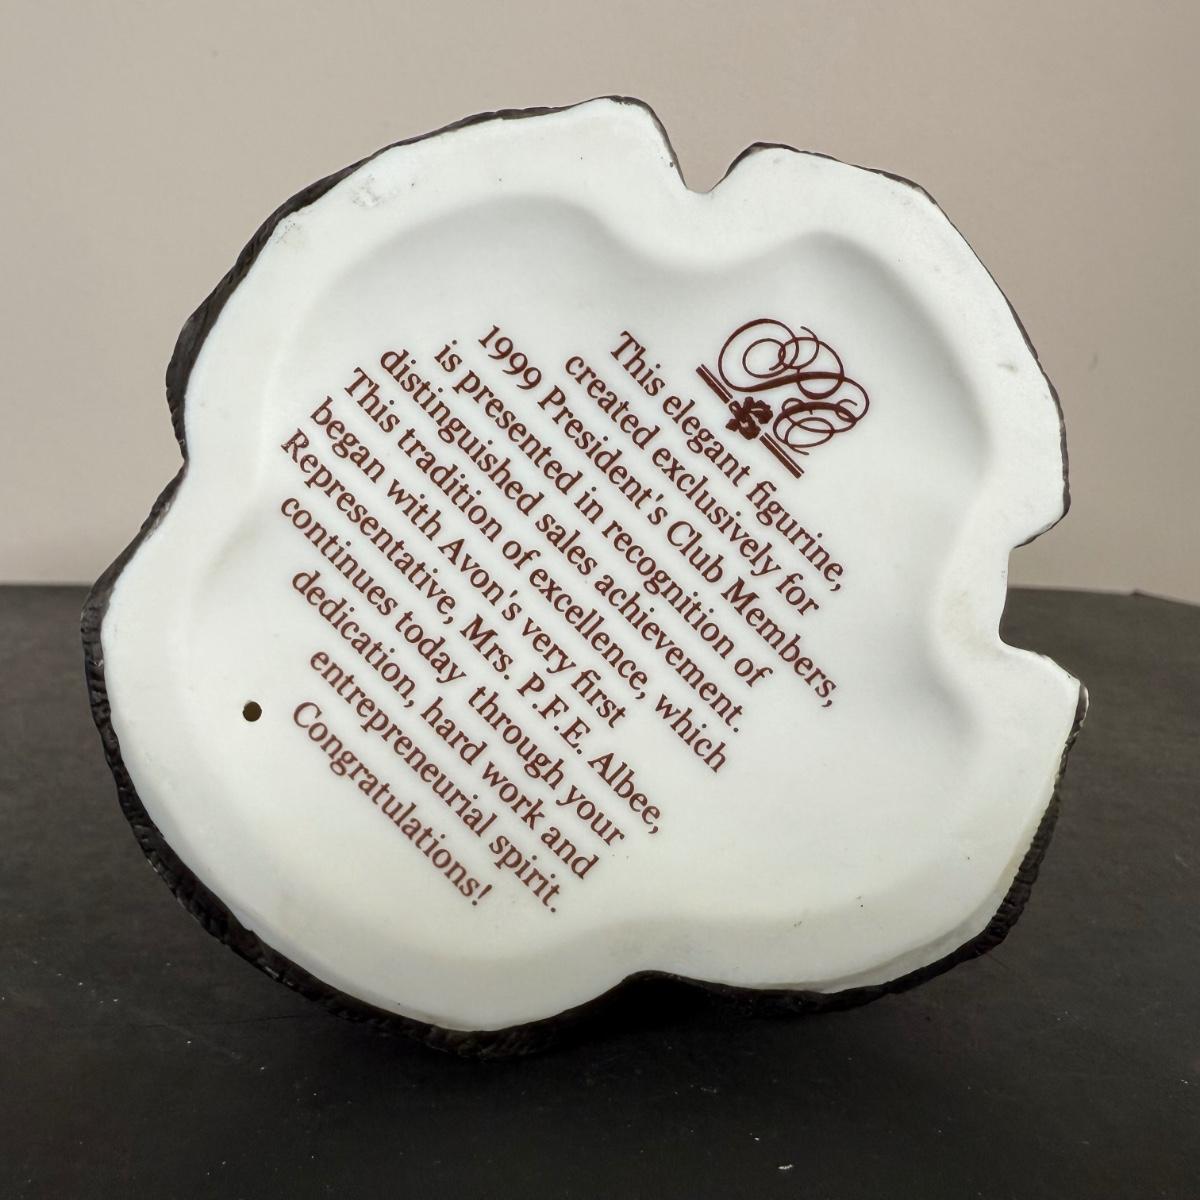 PC
This elegant figurine,
created exclusively for
1999 President's Club Members,
is presented in recognition of
distinguished sales achievement.
This tradition of excellence, which
began with Avon's very first
Representative, Mrs. P.F.E. Albee,
continues today through your
dedication, hard work and
entrepreneurial spirit.
Congratulations!